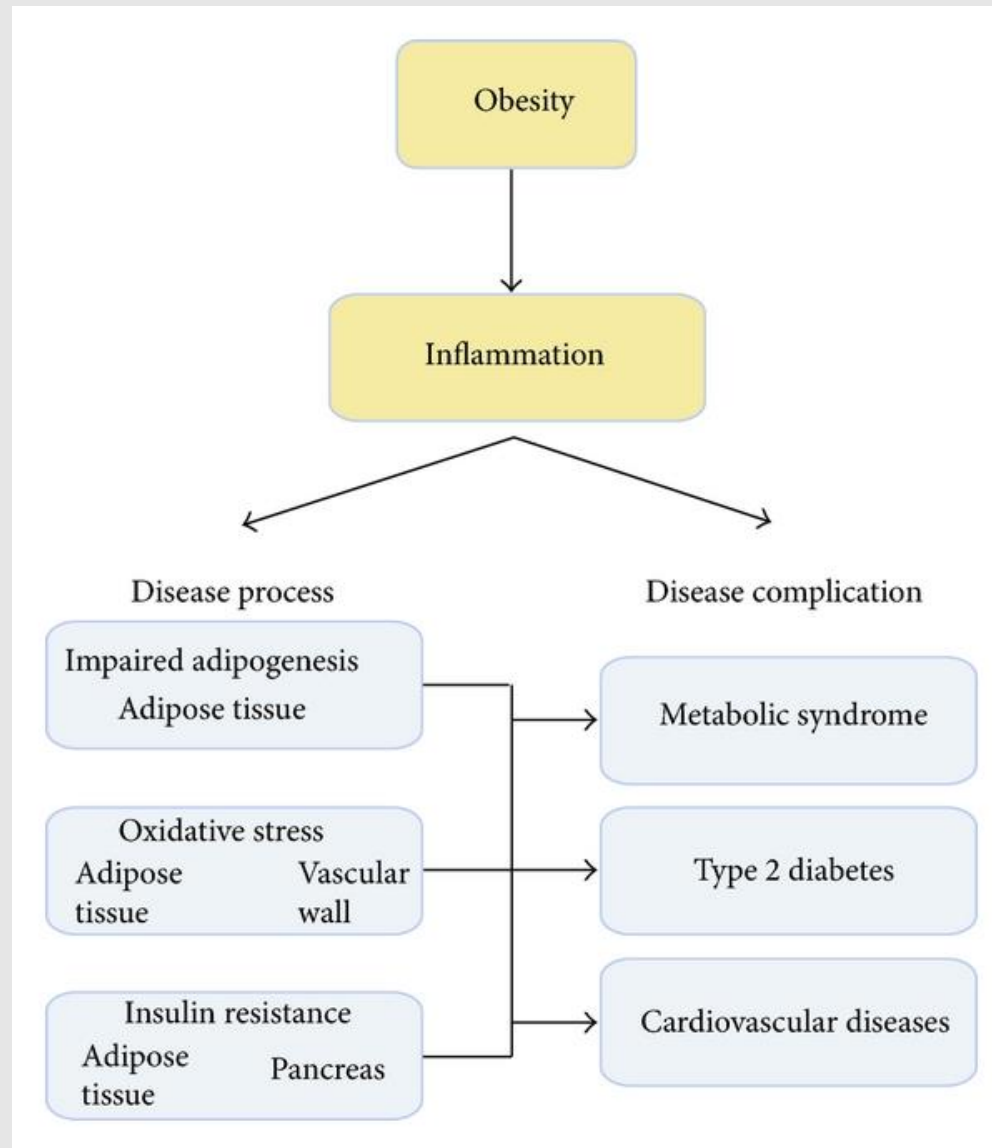 Obesity
Inflammation
Disease process
Impaired adipogenesis
Adipose tissue
Oxidative stress
Adipose
tissue
Vascular
wall
Insulin resistance
Adipose
tissue
Pancreas
Disease complication
Metabolic syndrome
Type 2 diabetes
Cardiovascular diseases